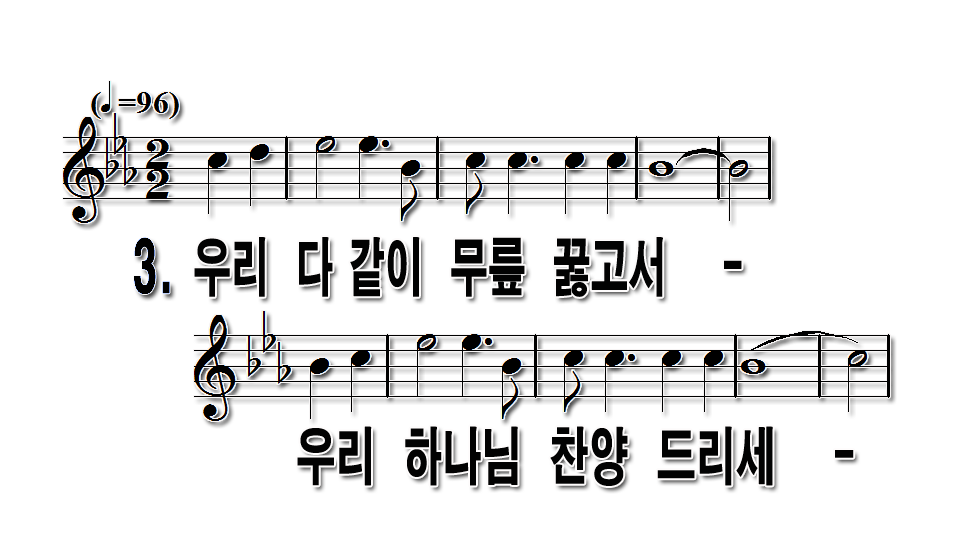 (♩=96)
3. 우리 다 같이 무릎 꿇고서 -
우리 하나님 찬양 드리세 -